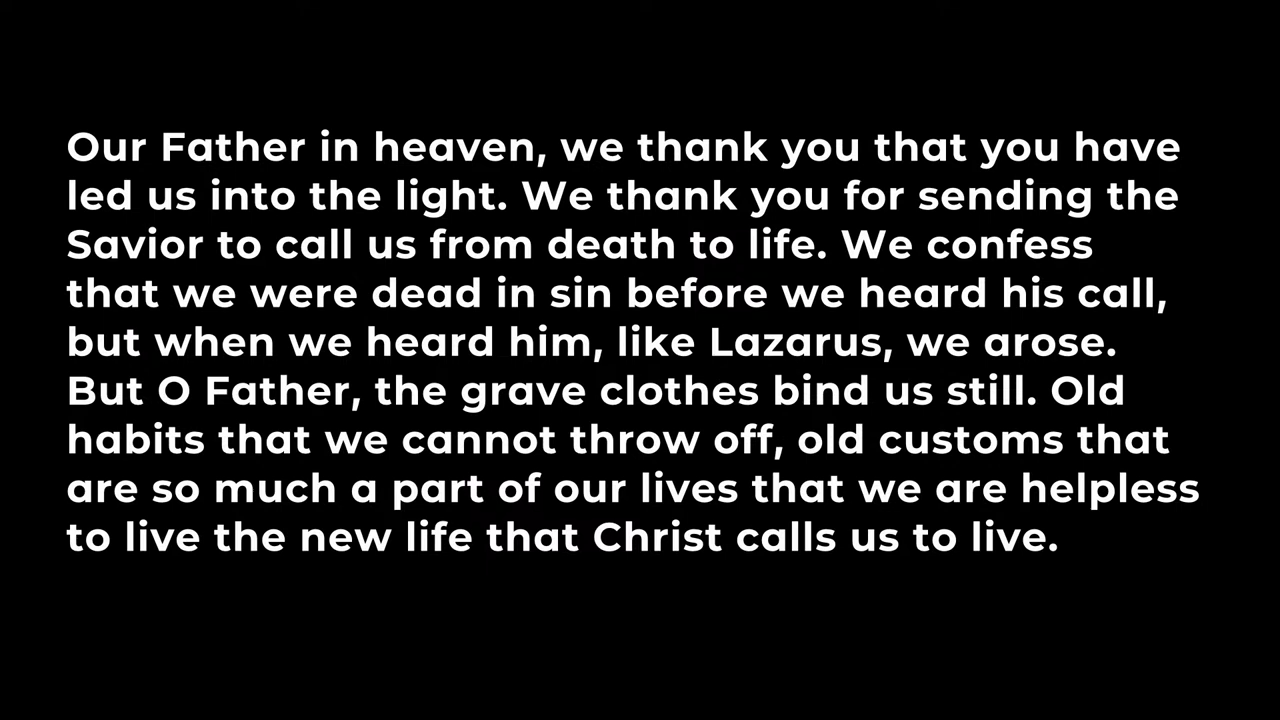 Our Father in heaven, we thank you that you have
led us into the light. We thank you for sending the
Savior to call us from death to life. We confess
that we were dead in sin before we heard his call,
but when we heard him, like Lazarus, we arose.
But O Father, the grave clothes bind us still. Old
habits that we cannot throw off, old customs that
are so much a part of our lives that we are helpless
to live the new life that Christ calls us to live.